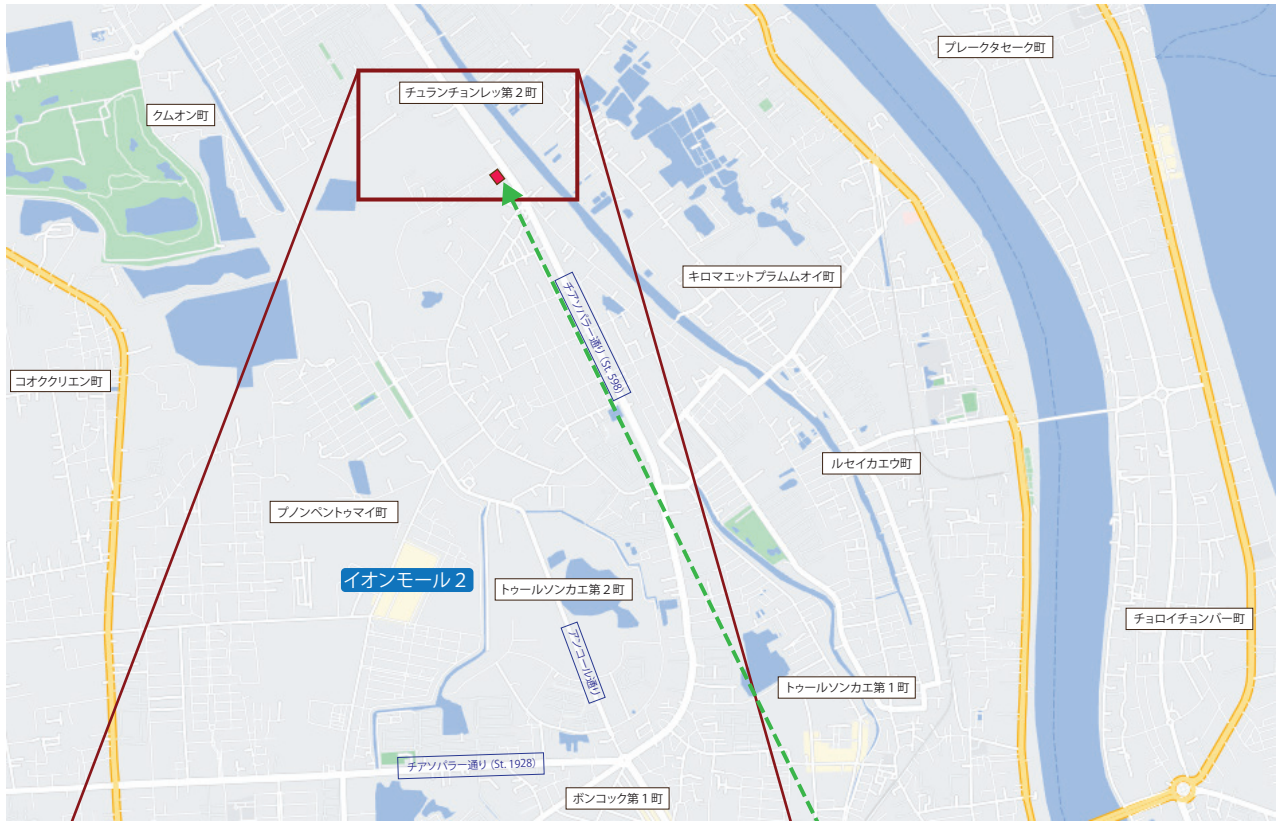 プレークタセーク町
チュランチョンレッ第２町
クムオン町
キロマエットプラムムオイ町
チアソパラー通り (St. 598)
コオククリエン町
ルセイカエウ町
プノンペントゥマイ町
イオンモール２
トゥールソンカエ第２町
チョロイチョンバー町
アンコール通り
トゥールソンカエ第１町
チアソパラー通り (St. 1928)
ボンコック第１町